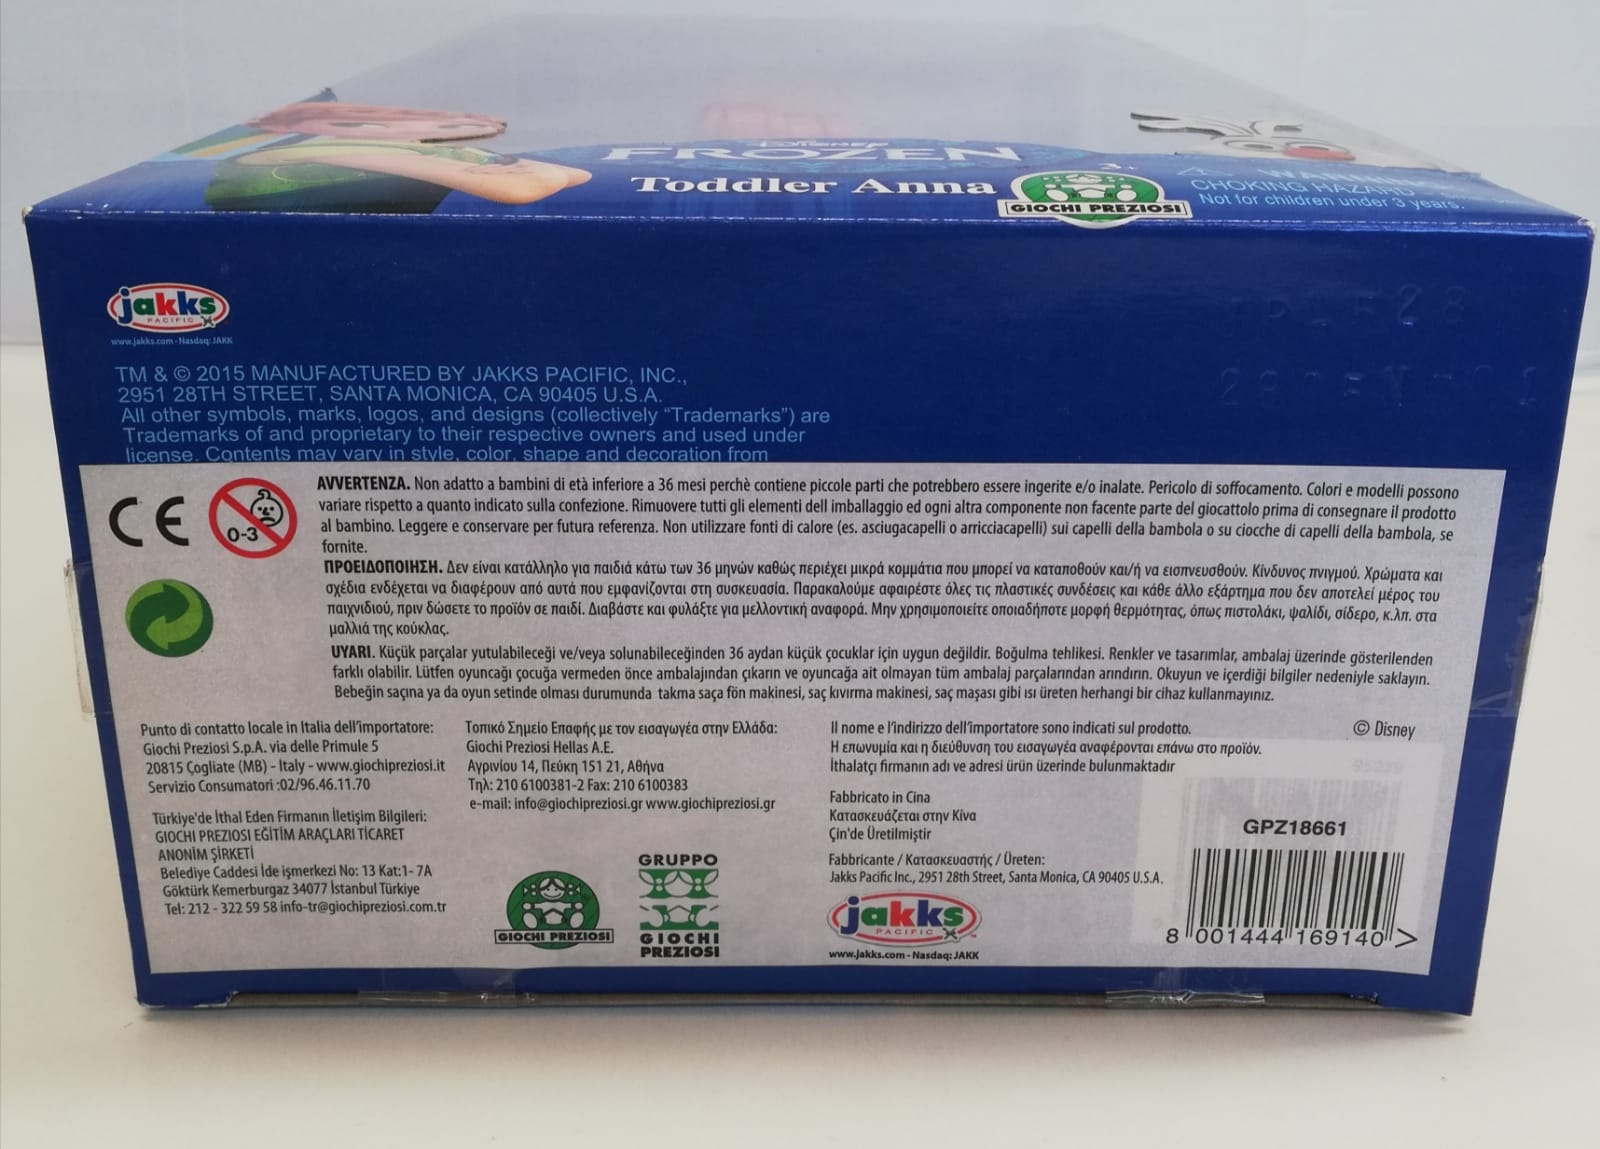 Disney
FROZEN
Toddler Anna
3+
GIOCHI PREZIOSI
WARNING
CHOKING HAZARD -
Not for children under 3 years.
jakks
PACIFIC
www.jakks.com - Nasdaq: JAKK
TM & © 2015 MANUFACTURED BY JAKKS PACIFIC, INC.,
2951 28TH STREET, SANTA MONICA, CA 90405 U.S.A.
All other symbols, marks, logos, and designs (collectively “Trademarks”) are
Trademarks of and proprietary to their respective owners and used under
license. Contents may vary in style, color, shape and decoration from
CE
0-3
AVVERTENZA. Non adatto a bambini di età inferiore a 36 mesi perchè contiene piccole parti che potrebbero essere ingerite e/o inalate. Pericolo di soffocamento. Colori e modelli possono
variare rispetto a quanto indicato sulla confezione. Rimuovere tutti gli elementi dell imballaggio ed ogni altra componente non facente parte del giocattolo prima di consegnare il prodotto
al bambino. Leggere e conservare per futura referenza. Non utilizzare fonti di calore (es. asciugacapelli o arricciacapelli) sui capelli della bambola o su ciocche di capelli della bambola, se
fornite.
ΠΡΟΕΙΔΟΠΟΙΗΣΗ. Δεν είναι κατάλληλο για παιδιά κάτω των 36 μηνών καθώς περιέχει μικρά κομμάτια που μπορεί να καταποθούν και/ή να εισπνευσθούν. Κίνδυνος πνιγμού. Χρώματα και
σχέδια ενδέχεται να διαφέρουν από αυτά που εμφανίζονται στη συσκευασία. Παρακαλούμε αφαιρέστε όλες τις πλαστικές συνδέσεις και κάθε άλλο εξάρτημα που δεν αποτελεί μέρος του
παιχνιδιού, πριν δώσετε το προϊόν σε παιδί. Διαβάστε και φυλάξτε για μελλοντική αναφορά. Μην χρησιμοποιείτε οποιαδήποτε μορφή θερμότητας, όπως πιστολάκι, ψαλίδι, σίδερο, κ.λπ. στα
μαλλιά της κούκλας.
UYARI. Küçük parçalar yutulabileceği ve/veya solunabileceğinden 36 aydan küçük çocuklar için uygun değildir. Boğulma tehlikesi. Renkler ve tasarımlar, ambalaj üzerinde gösterilenden
farklı olabilir. Lütfen oyuncağı çocuğa vermeden önce ambalajından çıkarın ve oyuncağa ait olmayan tüm ambalaj parçalarından arındırın. Okuyun ve içerdiği bilgiler nedeniyle saklayın.
Bebeğin saçına ya da oyun setinde olması durumunda takma saça fön makinesi, saç kıvırma makinesi, saç maşası gibi ısı üreten herhangi bir cihaz kullanmayınız.
Punto di contatto locale in Italia dell'importatore:
Giochi Preziosi S.p.A. via delle Primule 5
20815 Cogliate (MB) - Italy - www.giochipreziosi.it
Servizio Consumatori :02/96.46.11.70
Türkiye'de İthal Eden Firmanın İletişim Bilgileri:
GIOCHI PREZIOSI EĞİTİM ARAÇLARI TİCARET
ANONİM ŞİRKETİ
Belediye Caddesi İde işmerkezi No: 13 Kat:1- 7A
Göktürk Kemerburgaz 34077 İstanbul Türkiye
Tel: 212 - 322 59 58 info-tr@giochipreziosi.com.tr
Τοπικό Σημείο Επαφής με τον εισαγωγέα στην Ελλάδα:
Giochi Preziosi Hellas A.E.
Αγρινίου 14, Πεύκη 151 21, Αθήνα
Τηλ: 210 6100381-2 Fax: 210 6100383
e-mail: info@giochipreziosi.gr www.giochipreziosi.gr
GIOCHI PREZIOSI
GRUPPO
GIOCHI
PREZIOSI
Il nome e l'indirizzo dell'importatore sono indicati sul prodotto.
Η επωνυμία και η διεύθυνση του εισαγωγέα αναφέρονται επάνω στο προϊόν.
İthalatçı firmanın adı ve adresi ürün üzerinde bulunmaktadır
Fabbricato in Cina
Κατασκευάζεται στην Κίνα
Çin'de Üretilmiştir
Fabbricante / Κατασκευαστής / Üreten:
Jakks Pacific Inc., 2951 28th Street, Santa Monica, CA 90405 U.S.A.
jakks
PACIFIC
www.jakks.com - Nasdaq: JAKK
© Disney
GPZ18661
8 001444 169140 >